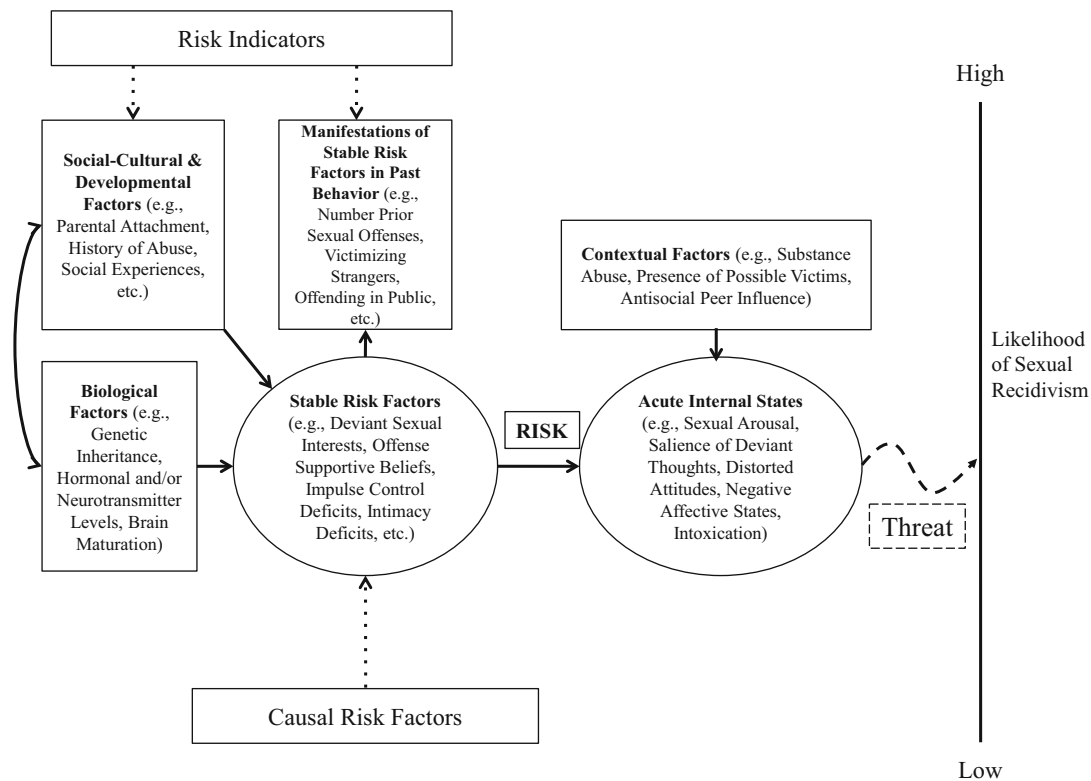 Risk Indicators
High
Social-Cultural &
Developmental
Factors (e.g.,
Parental Attachment,
History of Abuse,
Social Experiences,
etc.)
Manifestations of
Stable Risk
Factors in Past
Behavior (e.g.,
Number Prior
Sexual Offenses,
Victimizing
Strangers,
Offending in Public,
etc.)
Contextual Factors (e.g., Substance
Abuse, Presence of Possible Victims,
Antisocial Peer Influence)
Likelihood
of Sexual
Recidivism
Biological
Factors (e.g.,
Genetic
Inheritance,
Hormonal and/or
Neurotransmitter
Levels, Brain
Maturation)
Stable Risk Factors
(e.g., Deviant Sexual
Interests, Offense
Supportive Beliefs,
Impulse Control
Deficits, Intimacy
Deficits, etc.)
RISK
Acute Internal States
(e.g., Sexual Arousal,
Salience of Deviant
Thoughts, Distorted
Attitudes, Negative
Affective States,
Intoxication)
Threat
Causal Risk Factors
Low